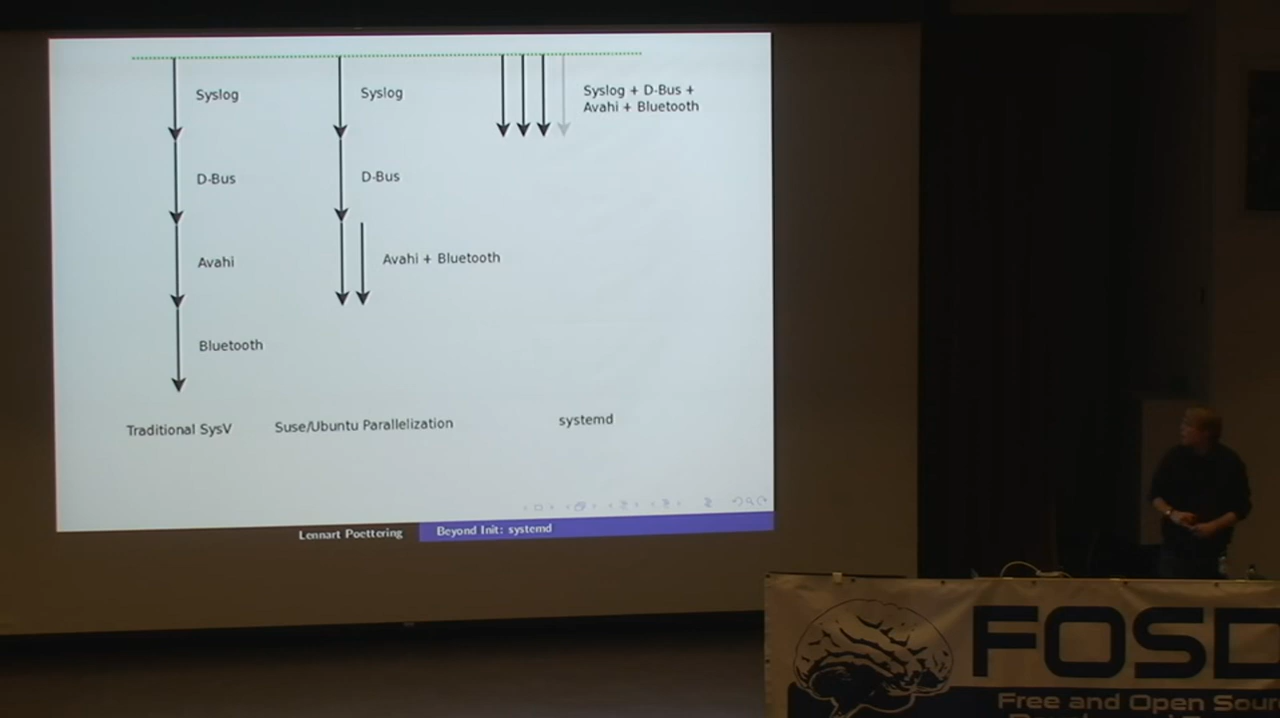 Syslog
D-Bus
Avahi
Bluetooth
Traditional SysV
Syslog
D-Bus
Avahi + Bluetooth
Suse/Ubuntu Parallelization
Syslog + D-Bus +
Avahi + Bluetooth
systemd
Lennart Poettering
Beyond Init: systemd
FOSD
Free and Open Sour